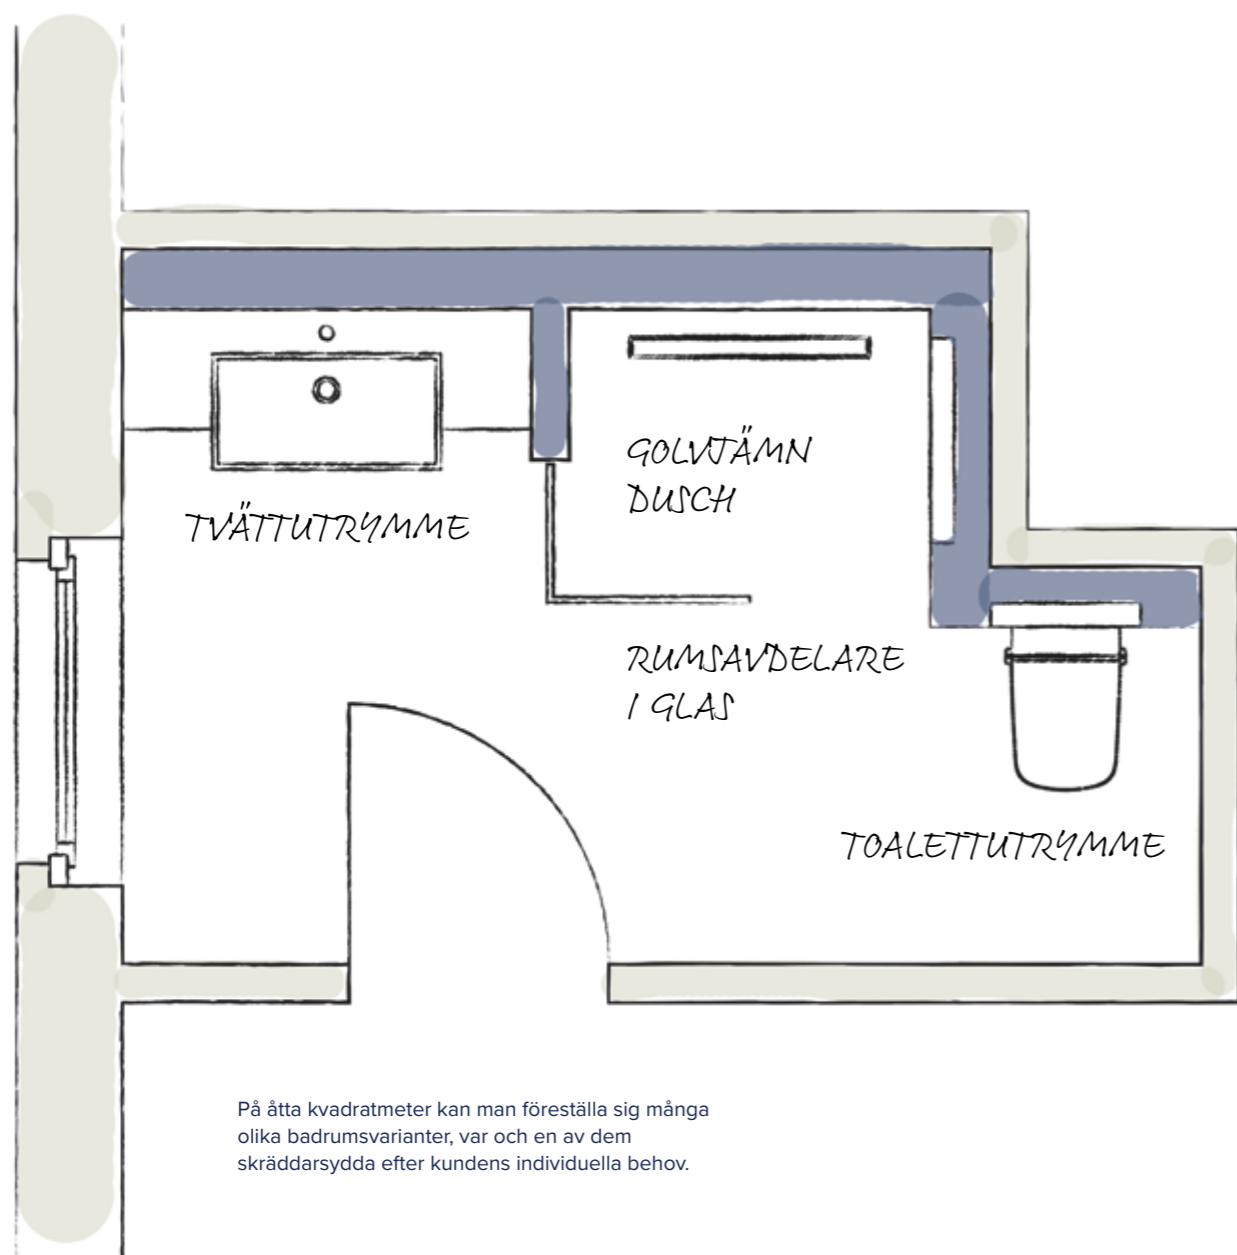 GOLVJÄMN
DUSCH
TVÄTTUTRYMME
RUMSAVDELARE
I GLAS
TOALETTUTRYMME
På åtta kvadratmeter kan man föreställa sig många
olika badrumsvarianter, var och en av dem
skräddarsydda efter kundens individuella behov.